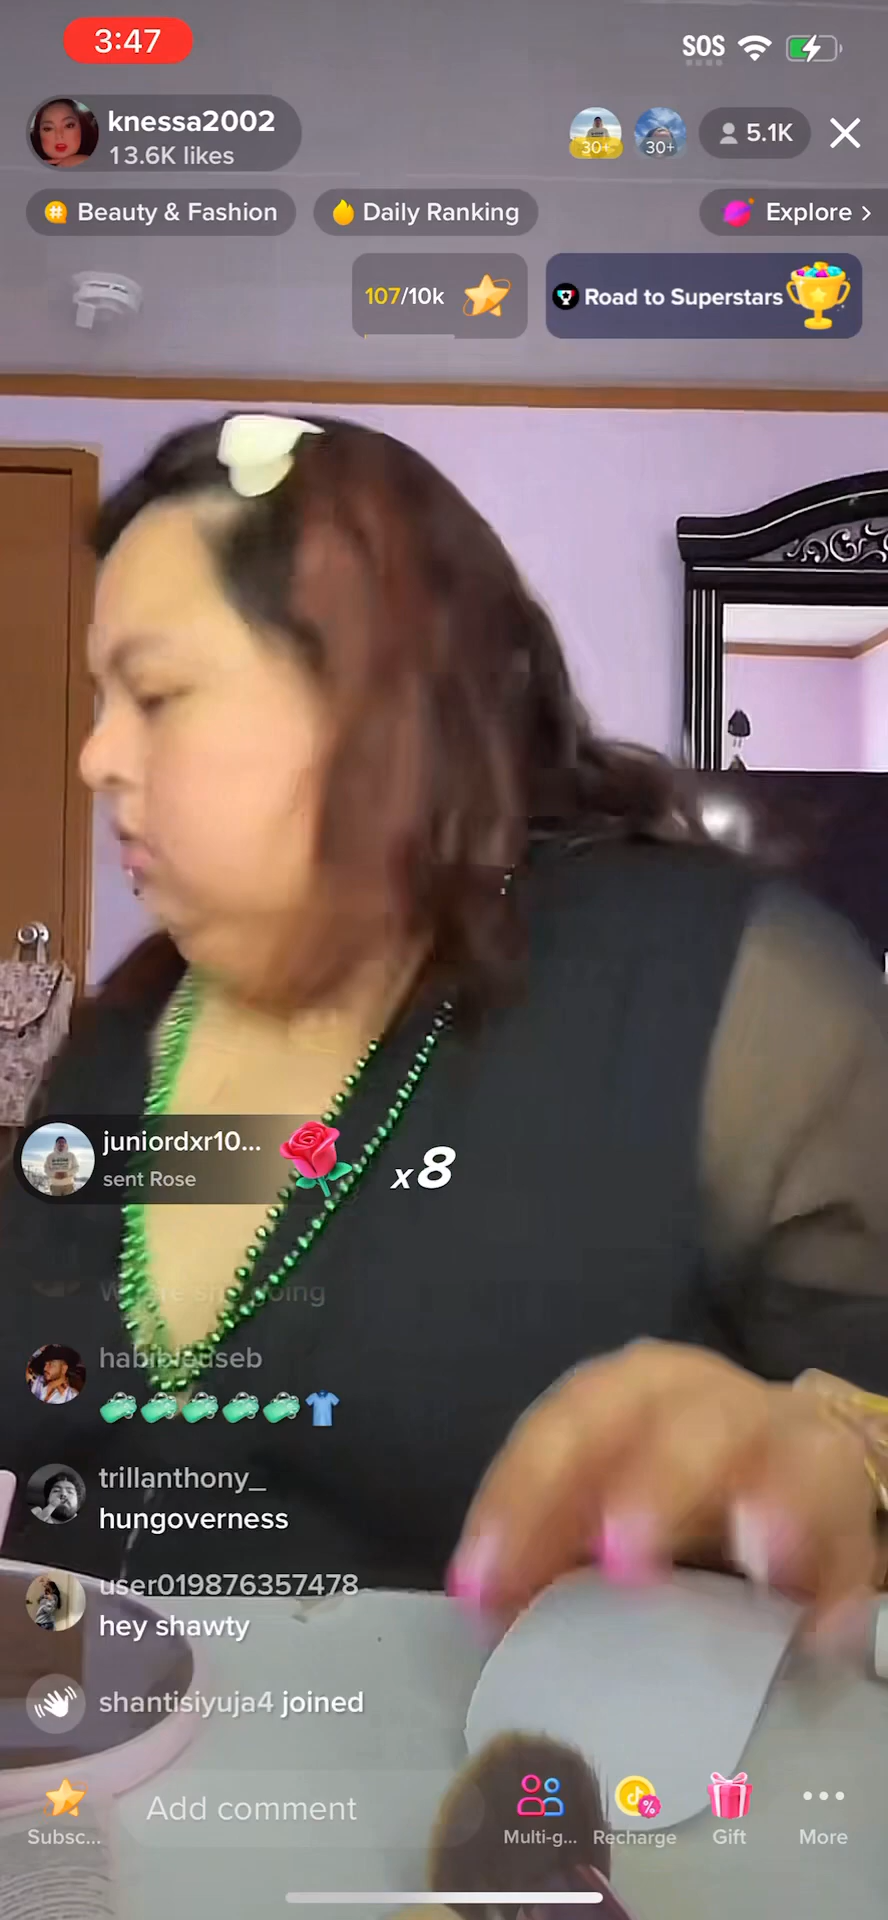 3:47
SOS
knessa2002
13.6K likes
30+
30+
5.1K
Beauty & Fashion
Daily Ranking
Explore >
107/10k
Road to Superstars
juniordxr10...
sent Rose
x8
going
trillanthony_
hungoverness
user019876357478
hey shawty
shantisiyuja4 joined
Subsc...
Add comment
Multi-g...
Recharge
Gift
More